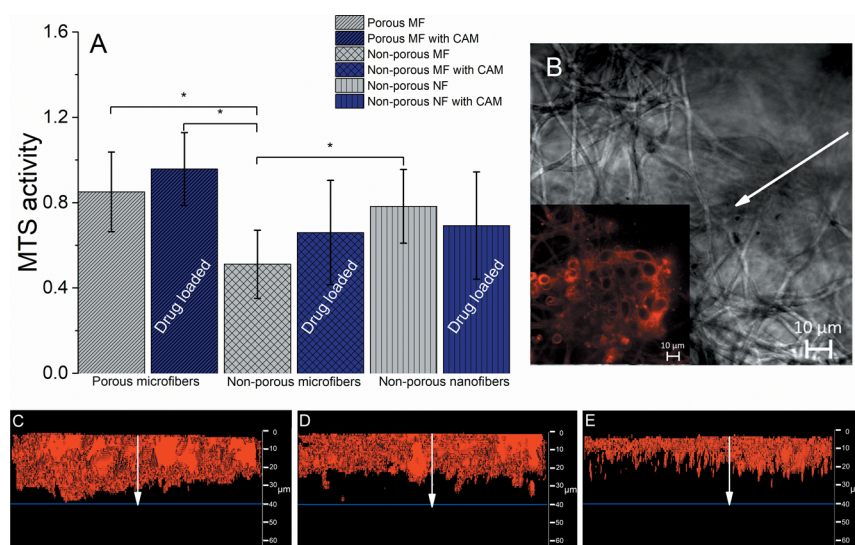 A
MTS activity
1.6
1.2
0.8
0.4
0.0
Porous MF
Porous MF with CAM
Non-porous MF
Non-porous MF with CAM
Non-porous NF
Non-porous NF with CAM
*
*
*
Drug loaded
Drug loaded
Drug loaded
Porous microfibers
Non-porous microfibers
Non-porous nanofibers
B
10 µm
10 µm
C
0
10
20
30
µm
40
50
60
D
0
10
20
30
µm
40
50
60
E
0
10
20
30
µm
40
50
60